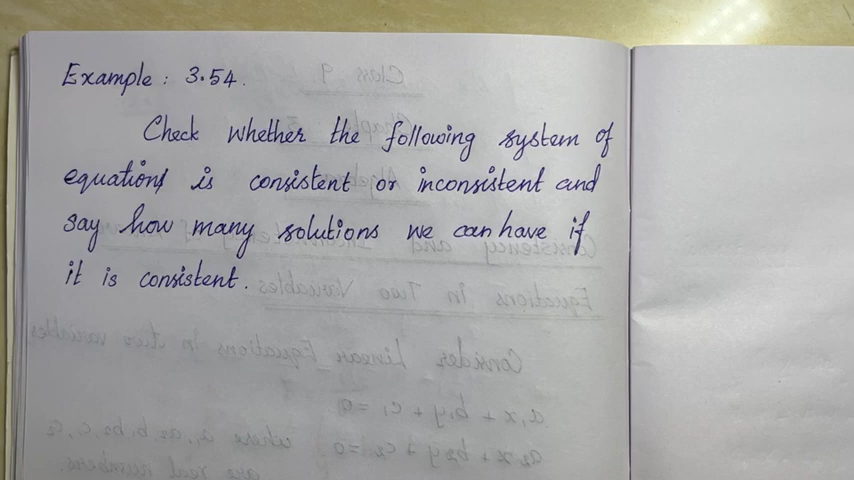 Example : 3.54.
Check whether the following system of
equations is consistent or inconsistent and
say how many solutions we can have if
it is consistent.